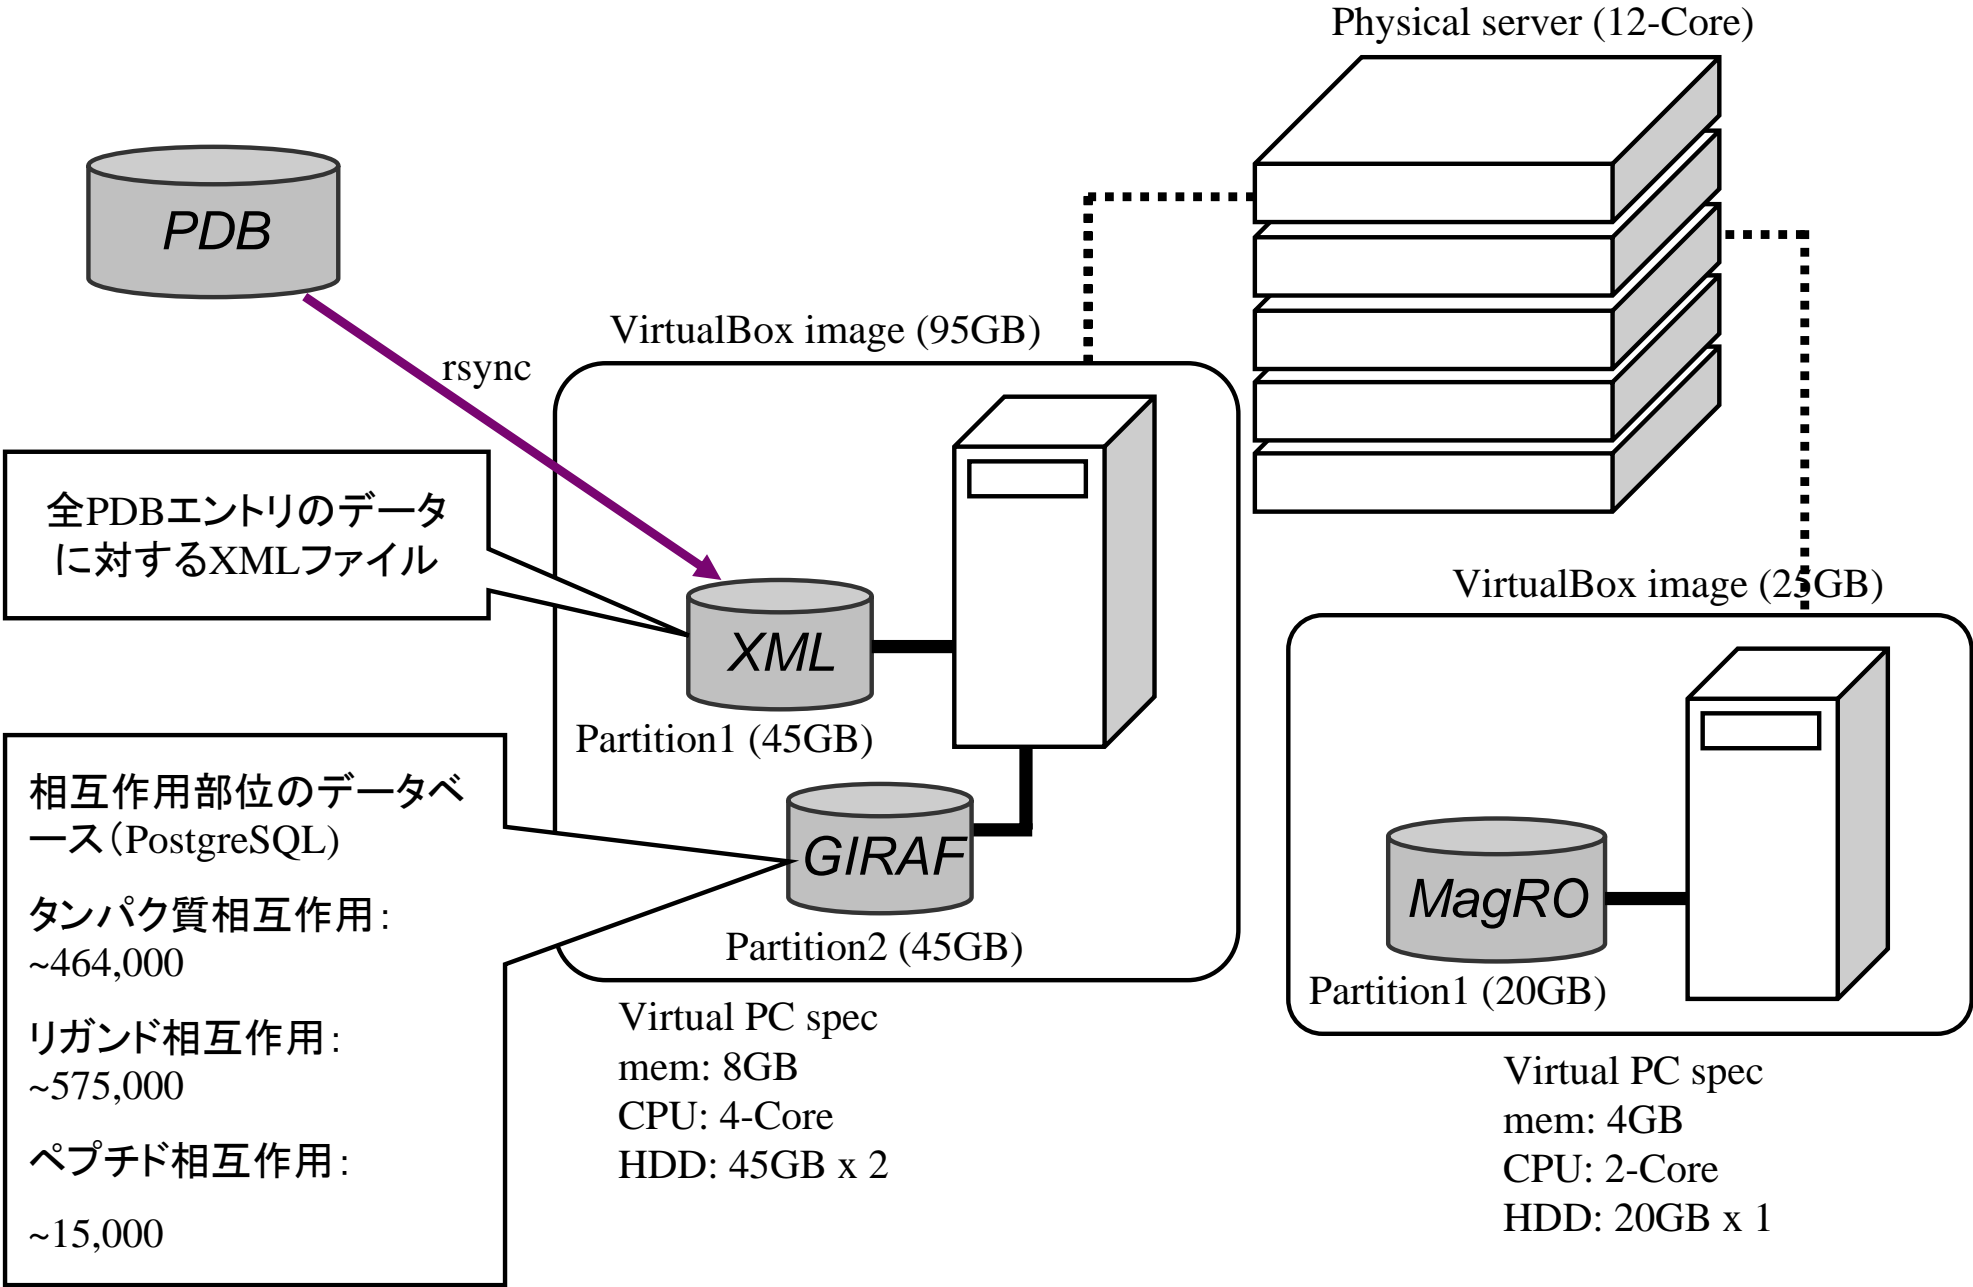 Physical server (12-Core)
PDB
rsync
VirtualBox image (95GB)
全PDBエントリのデータ
に対するXMLファイル
XML
Partition1 (45GB)
相互作用部位のデータベ
ース（PostgreSQL)
タンパク質相互作用：
~464,000
リガンド相互作用：
~575,000
ペプチド相互作用：
~15,000
GIRAF
Partition2 (45GB)
Virtual PC spec
mem: 8GB
CPU: 4-Core
HDD: 45GB x 2
VirtualBox image (25GB)
MagRO
Partition1 (20GB)
Virtual PC spec
mem: 4GB
CPU: 2-Core
HDD: 20GB x 1